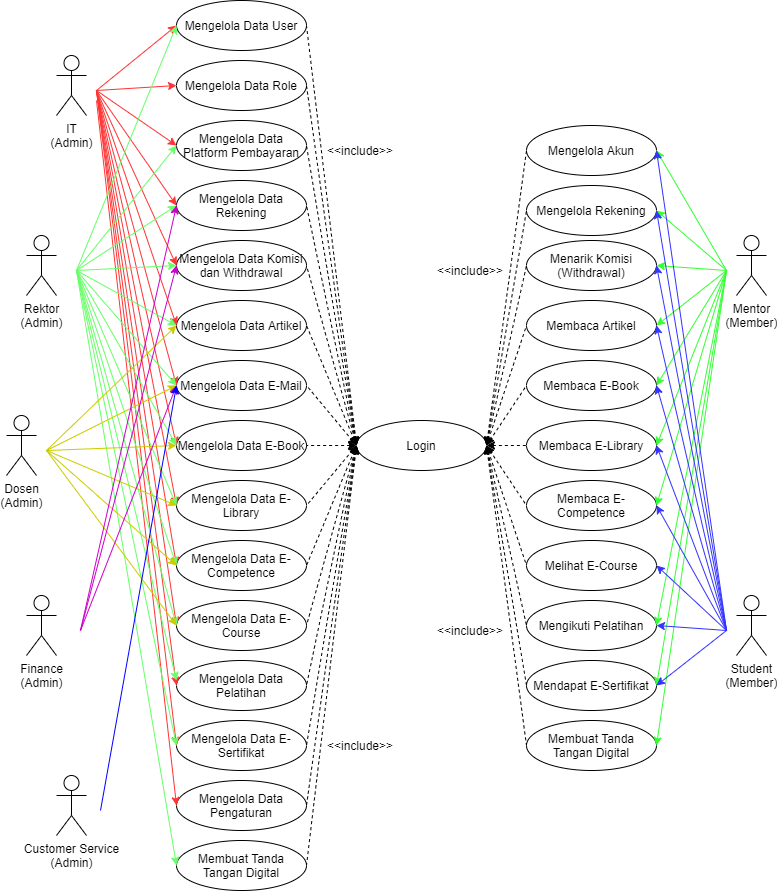 Mengelola Data User
Mengelola Data Role
IT
(Admin)
Mengelola Data
Platform Pembayaran
<<include>>
Mengelola Data
Rekening
Rektor
(Admin)
Mengelola Data Komisi
dan Withdrawal
Mengelola Data Artikel
Mengelola Data E-Mail
Dosen
(Admin)
Mengelola Data E-Book
Mengelola Data E-
Library
Mengelola Data E-
Competence
Mengelola Data E-
Course
Finance
(Admin)
Mengelola Data
Pelatihan
Mengelola Data E-
Sertifikat
<<include>>
Mengelola Data
Pengaturan
Customer Service
(Admin)
Membuat Tanda
Tangan Digital
Login
Mengelola Akun
Mengelola Rekening
<<include>>
Menarik Komisi
(Withdrawal)
Mentor
(Member)
Membaca Artikel
Membaca E-Book
Membaca E-Library
Membaca E-
Competence
Melihat E-Course
<<include>>
Mengikuti Pelatihan
Student
(Member)
Mendapat E-Sertifikat
Membuat Tanda
Tangan Digital